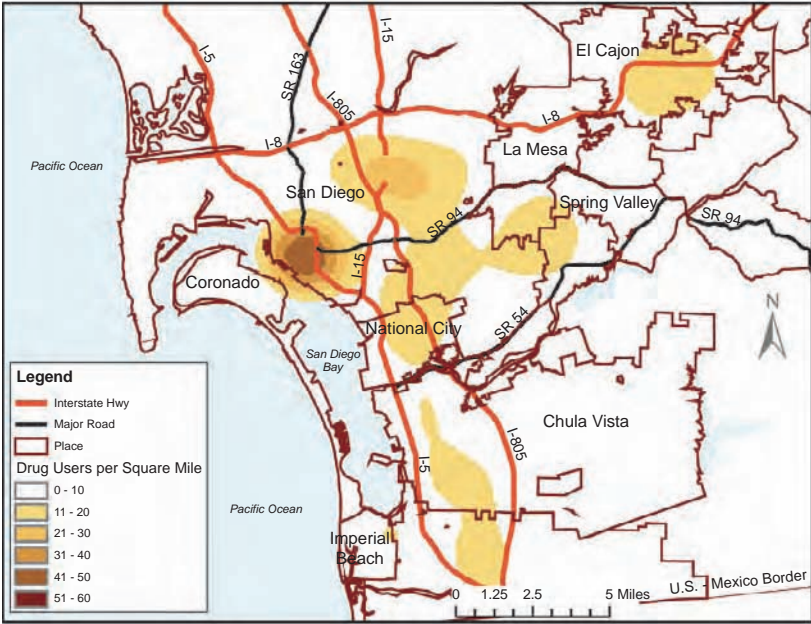 I-5
SR 163
I-15
I-805
El Cajon
I-8
I-8
La Mesa
Pacific Ocean
San Diego
Spring Valley
SR 94
SR 94
I-15
Coronado
National City
SR 54
N
San Diego
Bay
Legend
Interstate Hwy
Major Road
Place
Drug Users per Square Mile
0 - 10
11 - 20
21 - 30
31 - 40
41 - 50
51 - 60
Chula Vista
I-805
I-5
Pacific Ocean
Imperial
Beach
U.S. - Mexico Border
0 1.25 2.5 5 Miles